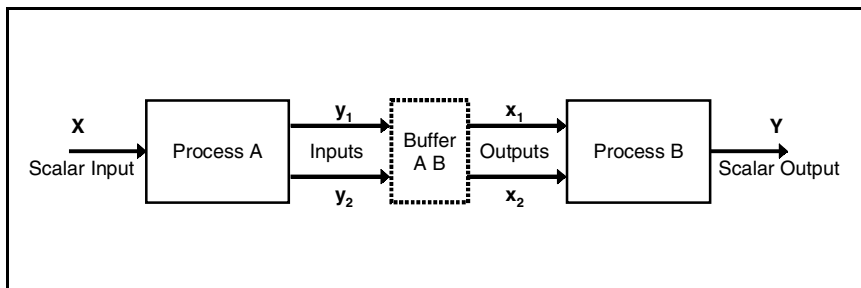 X
Scalar Input
Process A
y1
Inputs
y2
Buffer
A B
x1
Outputs
x2
Process B
Y
Scalar Output